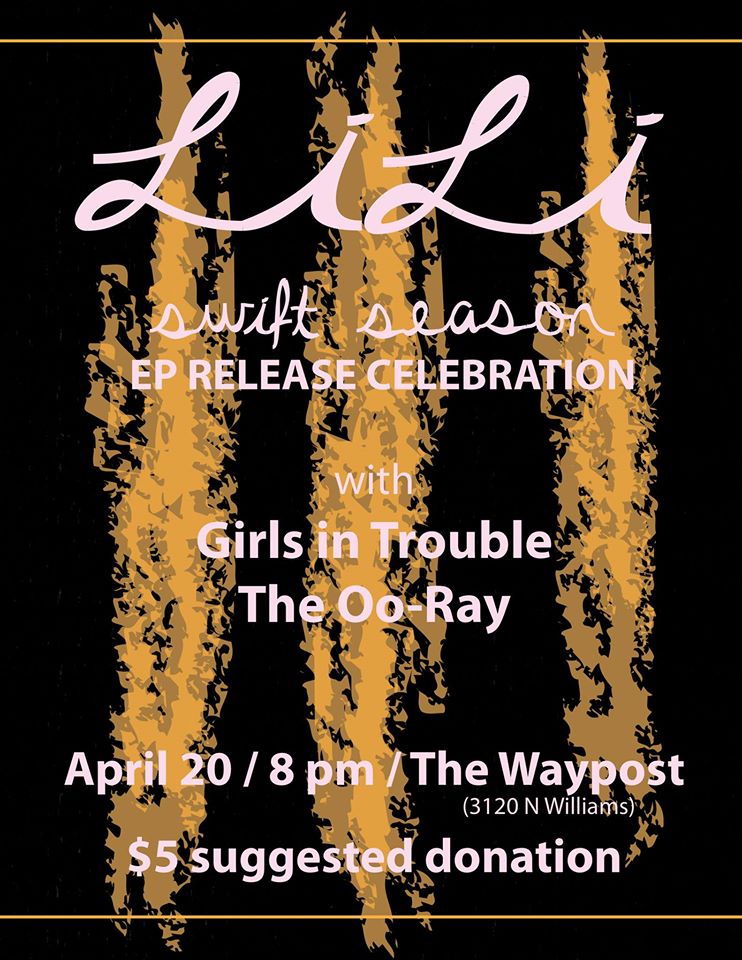 LiLi
swift season
EP RELEASE CELEBRATION
with
Girls in Trouble
The Oo-Ray
April 20 / 8 pm / The Waypost
(3120 N Williams)
$5 suggested donation